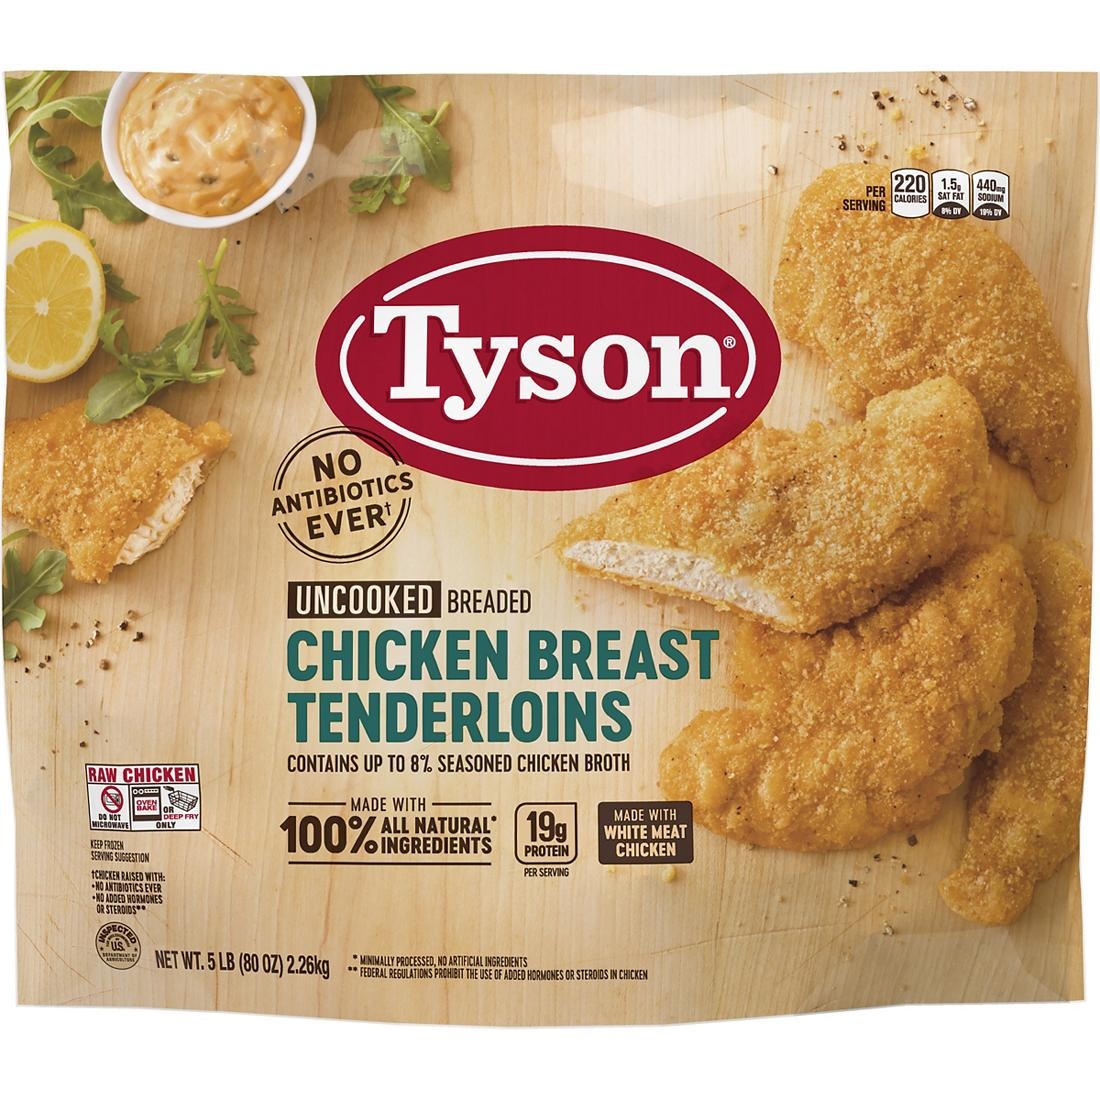 PER
SERVING
220
CALORIES
1.5g
SAT FAT
8% DV
440mg
SODIUM
19% DV
Tyson®
NO
ANTIBIOTICS
EVER†
UNCOOKED BREADED
CHICKEN BREAST
TENDERLOINS
CONTAINS UP TO 8% SEASONED CHICKEN BROTH
RAW CHICKEN
DO NOT
MICROWAVE
OVEN
BAKE
OR
DEEP FRY
ONLY
MADE WITH
100% ALL NATURAL*
INGREDIENTS
19g
PROTEIN
PER SERVING
MADE WITH
WHITE MEAT
CHICKEN
KEEP FROZEN
SERVING SUGGESTION
†CHICKEN RAISED WITH:
•NO ANTIBIOTICS EVER
•NO ADDED HORMONES
OR STEROIDS**
INSPECTED
U.S.
DEPARTMENT OF
AGRICULTURE
NET WT. 5 LB (80 OZ) 2.26kg
* MINIMALLY PROCESSED, NO ARTIFICIAL INGREDIENTS
** FEDERAL REGULATIONS PROHIBIT THE USE OF ADDED HORMONES OR STEROIDS IN CHICKEN